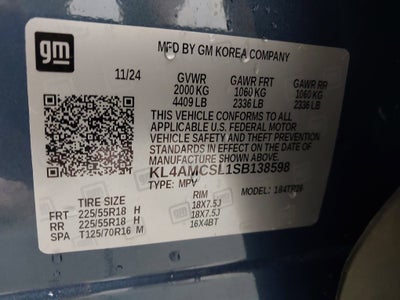 gm
MFD BY GM KOREA COMPANY
11/24 GVWR GAWR FRT GAWR RR
2000 KG 1060 KG 1060 KG
4409 LB 2336 LB 2336 LB
THIS VEHICLE CONFORMS TO ALL
APPLICABLE U.S. FEDERAL MOTOR
VEHICLE SAFETY AND THEFT PREVENTION
STANDARDS IN EFFECT ON THE DATE OF
MANUFACTURE SHOWN ABOVE.
KL4AMCSL1SB138598
TYPE: MPV MODEL: 1S4TR26
TIRE SIZE RIM
FRT 225/55R18 H 18X7.5J
RR 225/55R18 H 18X7.5J
SPA T125/70R16 M 16X4BT